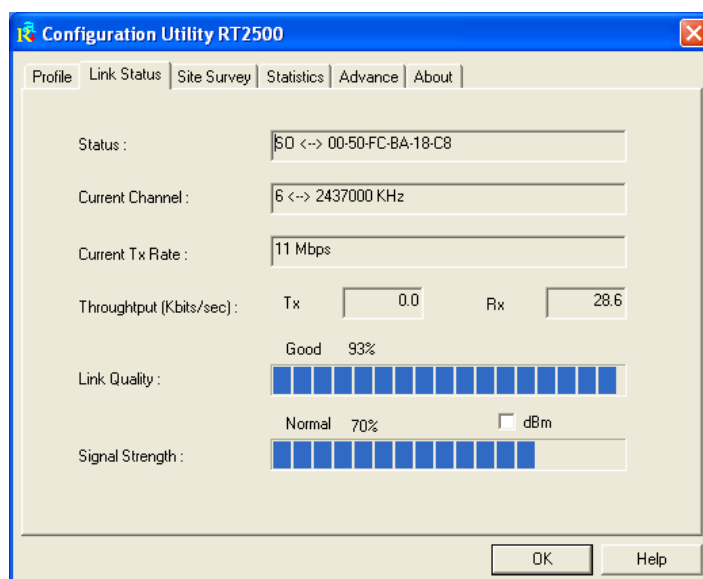 Configuration Utility RT2500
Profile Link Status Site Survey Statistics Advance About
Status : SO <--> 00-50-FC-BA-18-C8
Current Channel : 6 <--> 2437000 KHz
Current Tx Rate : 11 Mbps
Throughtput (Kbits/sec) : Tx 0.0 Rx 28.6
Good 93%
Link Quality :
Normal 70% dBm
Signal Strength :
OK Help